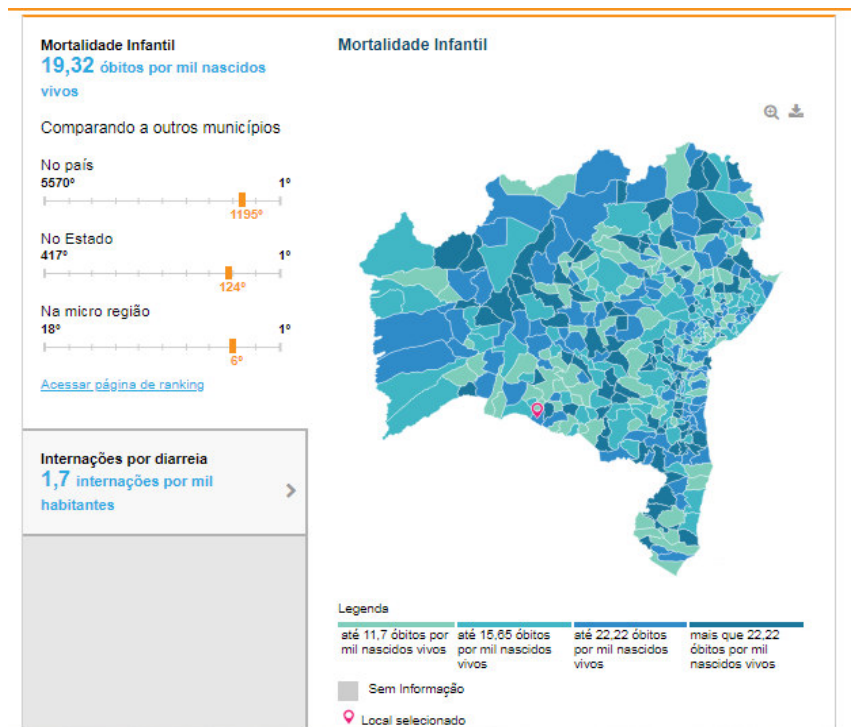 Mortalidade Infantil
19,32 óbitos por mil nascidos
vivos
Comparando a outros municípios
No país
5570º 1º
1195º
No Estado
417º 1º
124º
Na micro região
18º 1º
6º
Acessar página de ranking
Internações por diarreia
1,7 internações por mil
habitantes
Mortalidade Infantil
Legenda
até 11,7 óbitos por
mil nascidos vivos
até 15,65 óbitos
por mil nascidos
vivos
até 22,22 óbitos
por mil nascidos
vivos
mais que 22,22
óbitos por mil
nascidos vivos
Sem Informação
Local selecionado